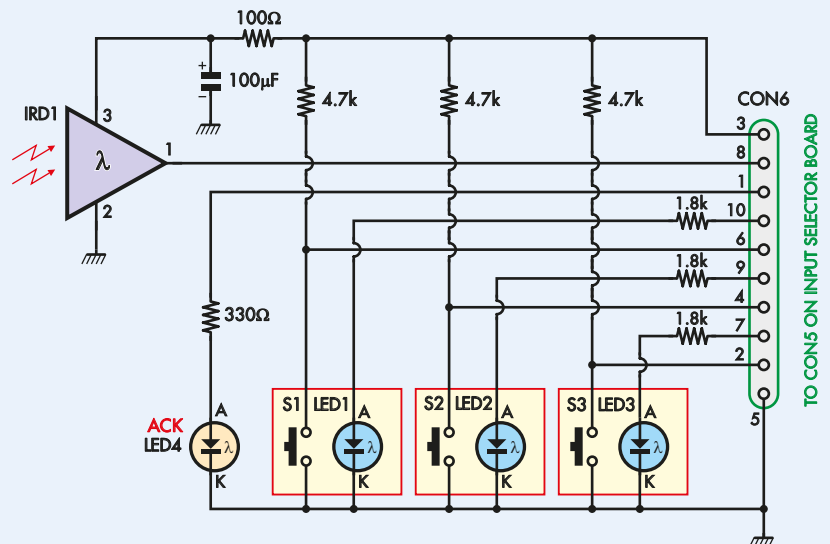 100Ω
+
100µF
–
4.7k
4.7k
4.7k
CON6
IRD1
3
λ
1
2
3
8
1
10
6
9
4
7
2
5
1.8k
1.8k
1.8k
TO CON5 ON INPUT SELECTOR BOARD
330Ω
ACK
LED4
A
λ
K
S1
LED1
A
λ
K
S2
LED2
A
λ
K
S3
LED3
A
λ
K